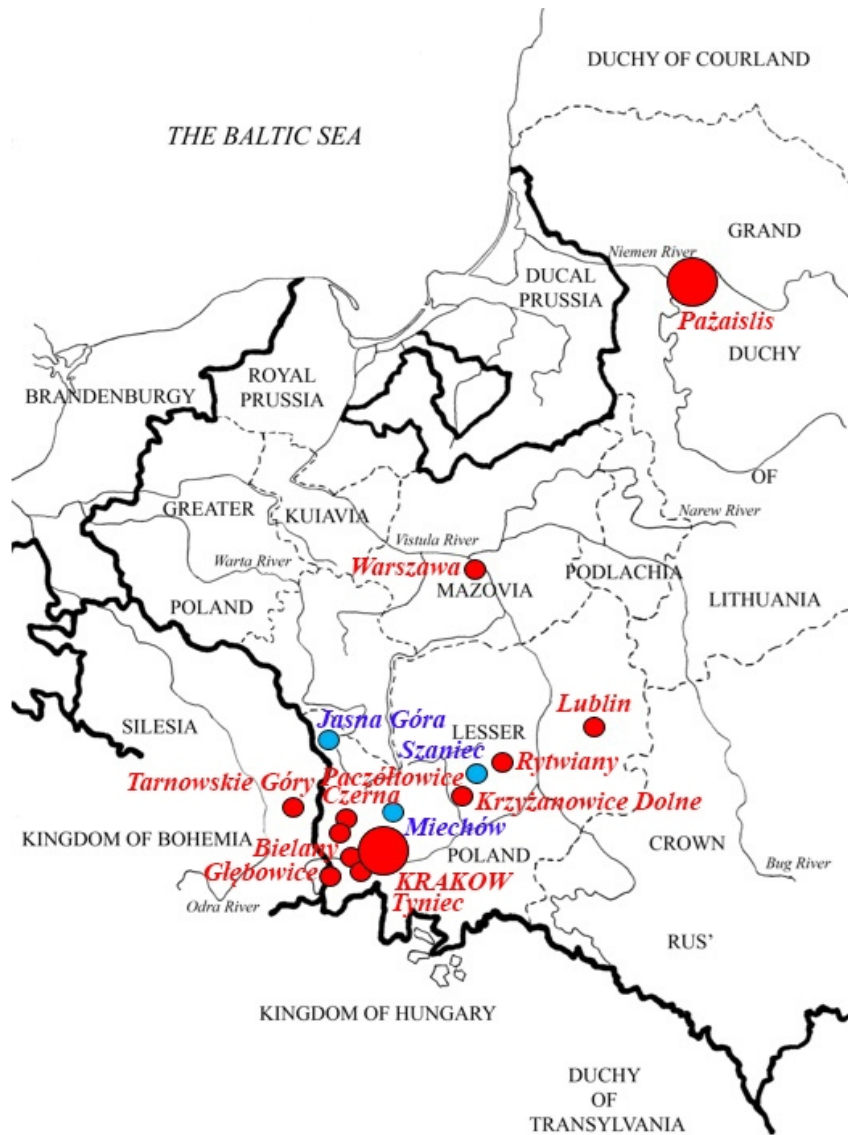 DUCHY OF COURLAND
THE BALTIC SEA
GRAND
Niemen River
DUCAL
PRUSSIA
Pażaislis
DUCHY
ROYAL
PRUSSIA
BRANDENBURGY
OF
GREATER
KUIAVIA
Narew River
Vistula River
Warta River
Warszawa
PODLACHIA
MAZOVIA
POLAND
LITHUANIA
Lublin
Jasna Góra
SILESIA
LESSER
Szaniec
Rytwiany
Tarnowskie Góry
Paczółtowice
Czerna
Krzyżanowice Dolne
Miechów
KINGDOM OF BOHEMIA
CROWN
Bielany
POLAND
Bug River
Głębowice
KRAKOW
Tyniec
Odra River
RUS'
KINGDOM OF HUNGARY
DUCHY
OF
TRANSYLVANIA